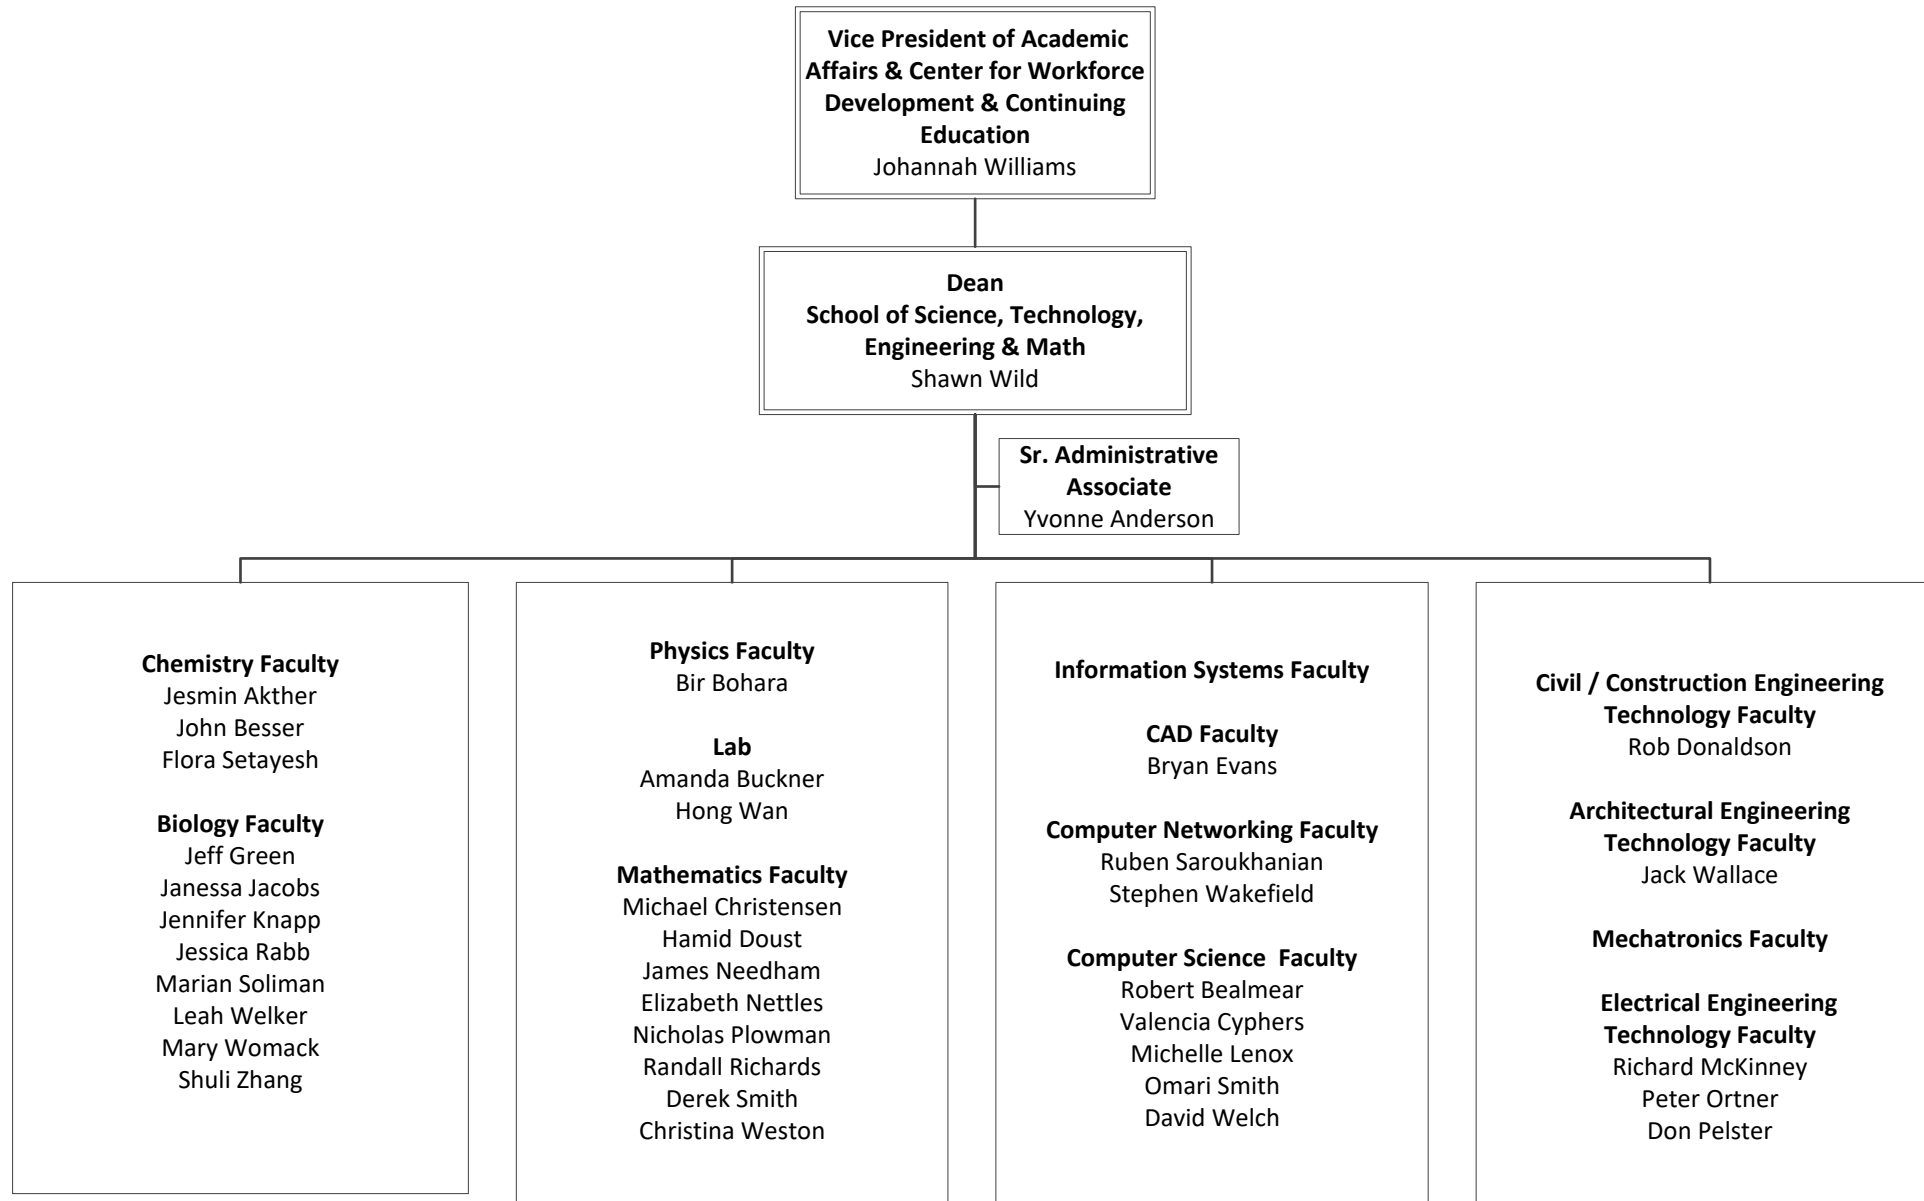 Vice President of Academic
Affairs & Center for Workforce
Development & Continuing
Education
Johannah Williams
Dean
School of Science, Technology,
Engineering & Math
Shawn Wild
Sr. Administrative
Associate
Yvonne Anderson
Chemistry Faculty
Jesmin Akther
John Besser
Flora Setayesh
Biology Faculty
Jeff Green
Janessa Jacobs
Jennifer Knapp
Jessica Rabb
Marian Soliman
Leah Welker
Mary Womack
Shuli Zhang
Physics Faculty
Bir Bohara
Lab
Amanda Buckner
Hong Wan
Mathematics Faculty
Michael Christensen
Hamid Doust
James Needham
Elizabeth Nettles
Nicholas Plowman
Randall Richards
Derek Smith
Christina Weston
Information Systems Faculty
CAD Faculty
Bryan Evans
Computer Networking Faculty
Ruben Saroukhanian
Stephen Wakefield
Computer Science  Faculty
Robert Bealmear
Valencia Cyphers
Michelle Lenox
Omari Smith
David Welch
Civil / Construction Engineering
Technology Faculty
Rob Donaldson
Architectural Engineering
Technology Faculty
Jack Wallace
Mechatronics Faculty
Electrical Engineering
Technology Faculty
Richard McKinney
Peter Ortner
Don Pelster